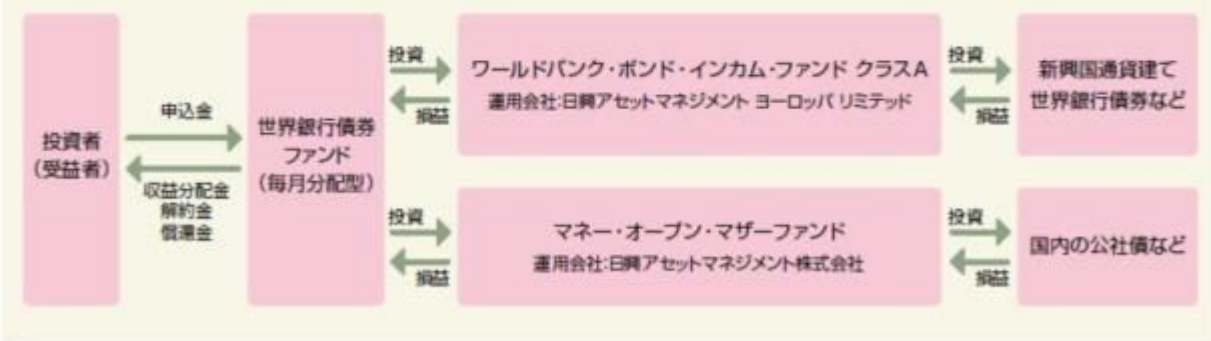 投資者
(受益者)
申込金
収益分配金
解約金
償還金
世界銀行債券
ファンド
(毎月分配型)
投資
損益
ワールドバンク・ボンド・インカム・ファンド クラスA
運用会社:日興アセットマネジメント ヨーロッパ リミテッド
投資
損益
新興国通貨建て
世界銀行債券など
投資
損益
マネー・オープン・マザーファンド
運用会社:日興アセットマネジメント株式会社
投資
損益
国内の公社債など